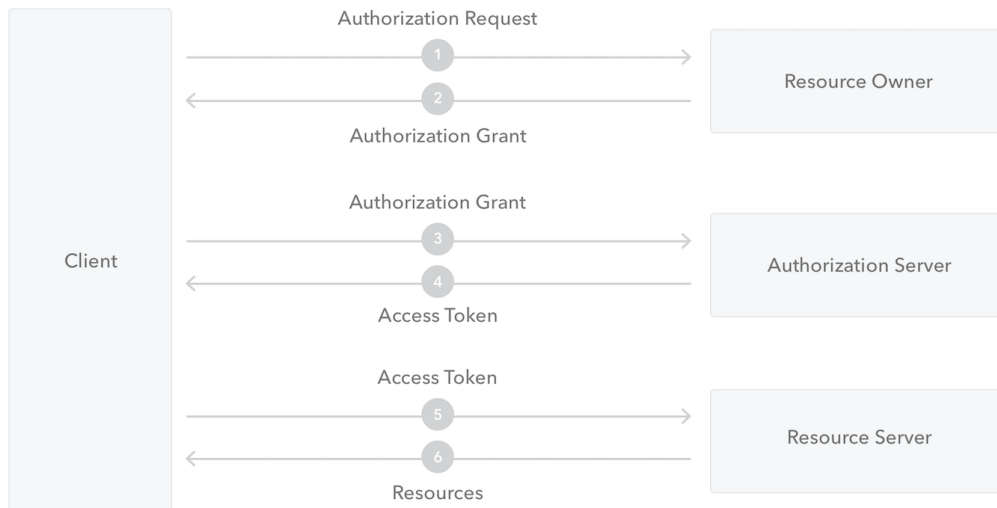 Authorization Request
1
Resource Owner
2
Authorization Grant
Authorization Grant
3
Client
Authorization Server
4
Access Token
Access Token
5
Resource Server
6
Resources